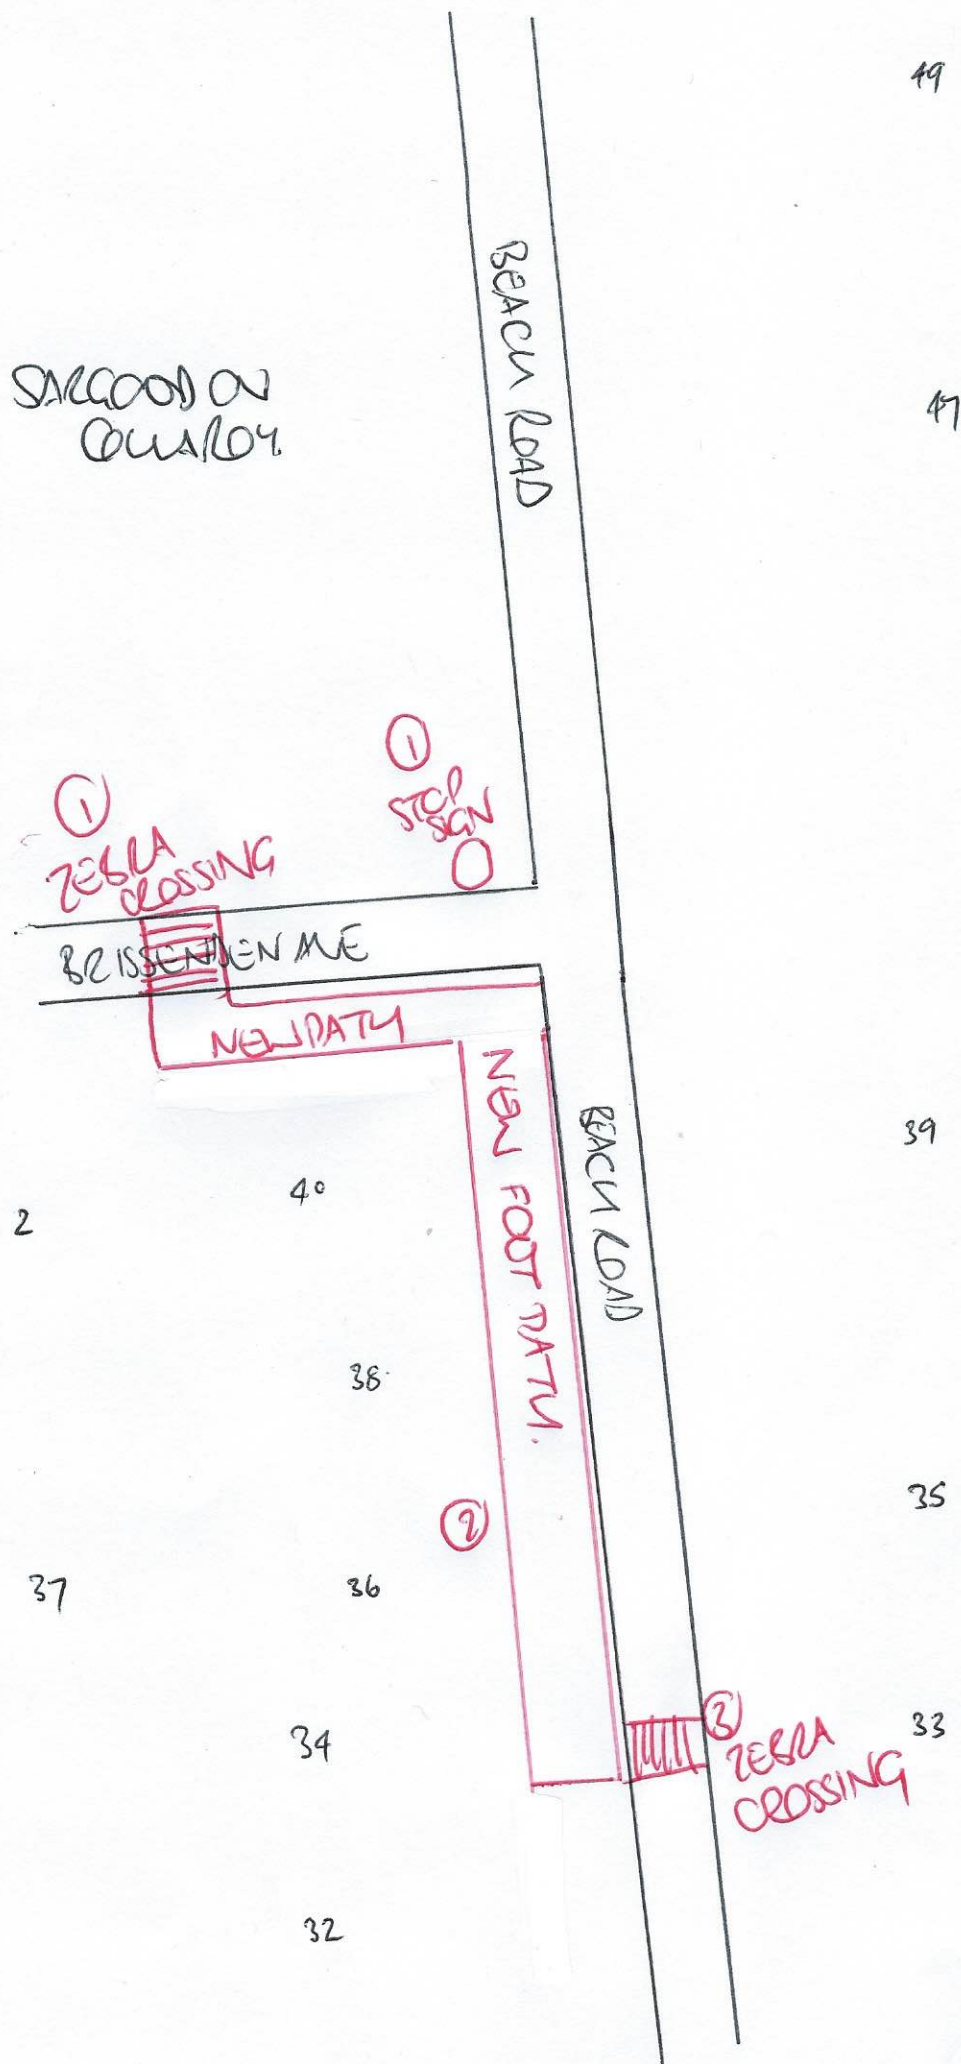 49
BEACH ROAD
SARGOOD ON
COLLAROY.
47
1
STOP
SIGN
1
ZEBRA
CROSSING
BRISSENDEN AVE
NEW PATH
NEW FOOT PATH.
BEACH ROAD
39
40
2
38
35
2
37
36
34
3
ZEBRA
CROSSING
33
32